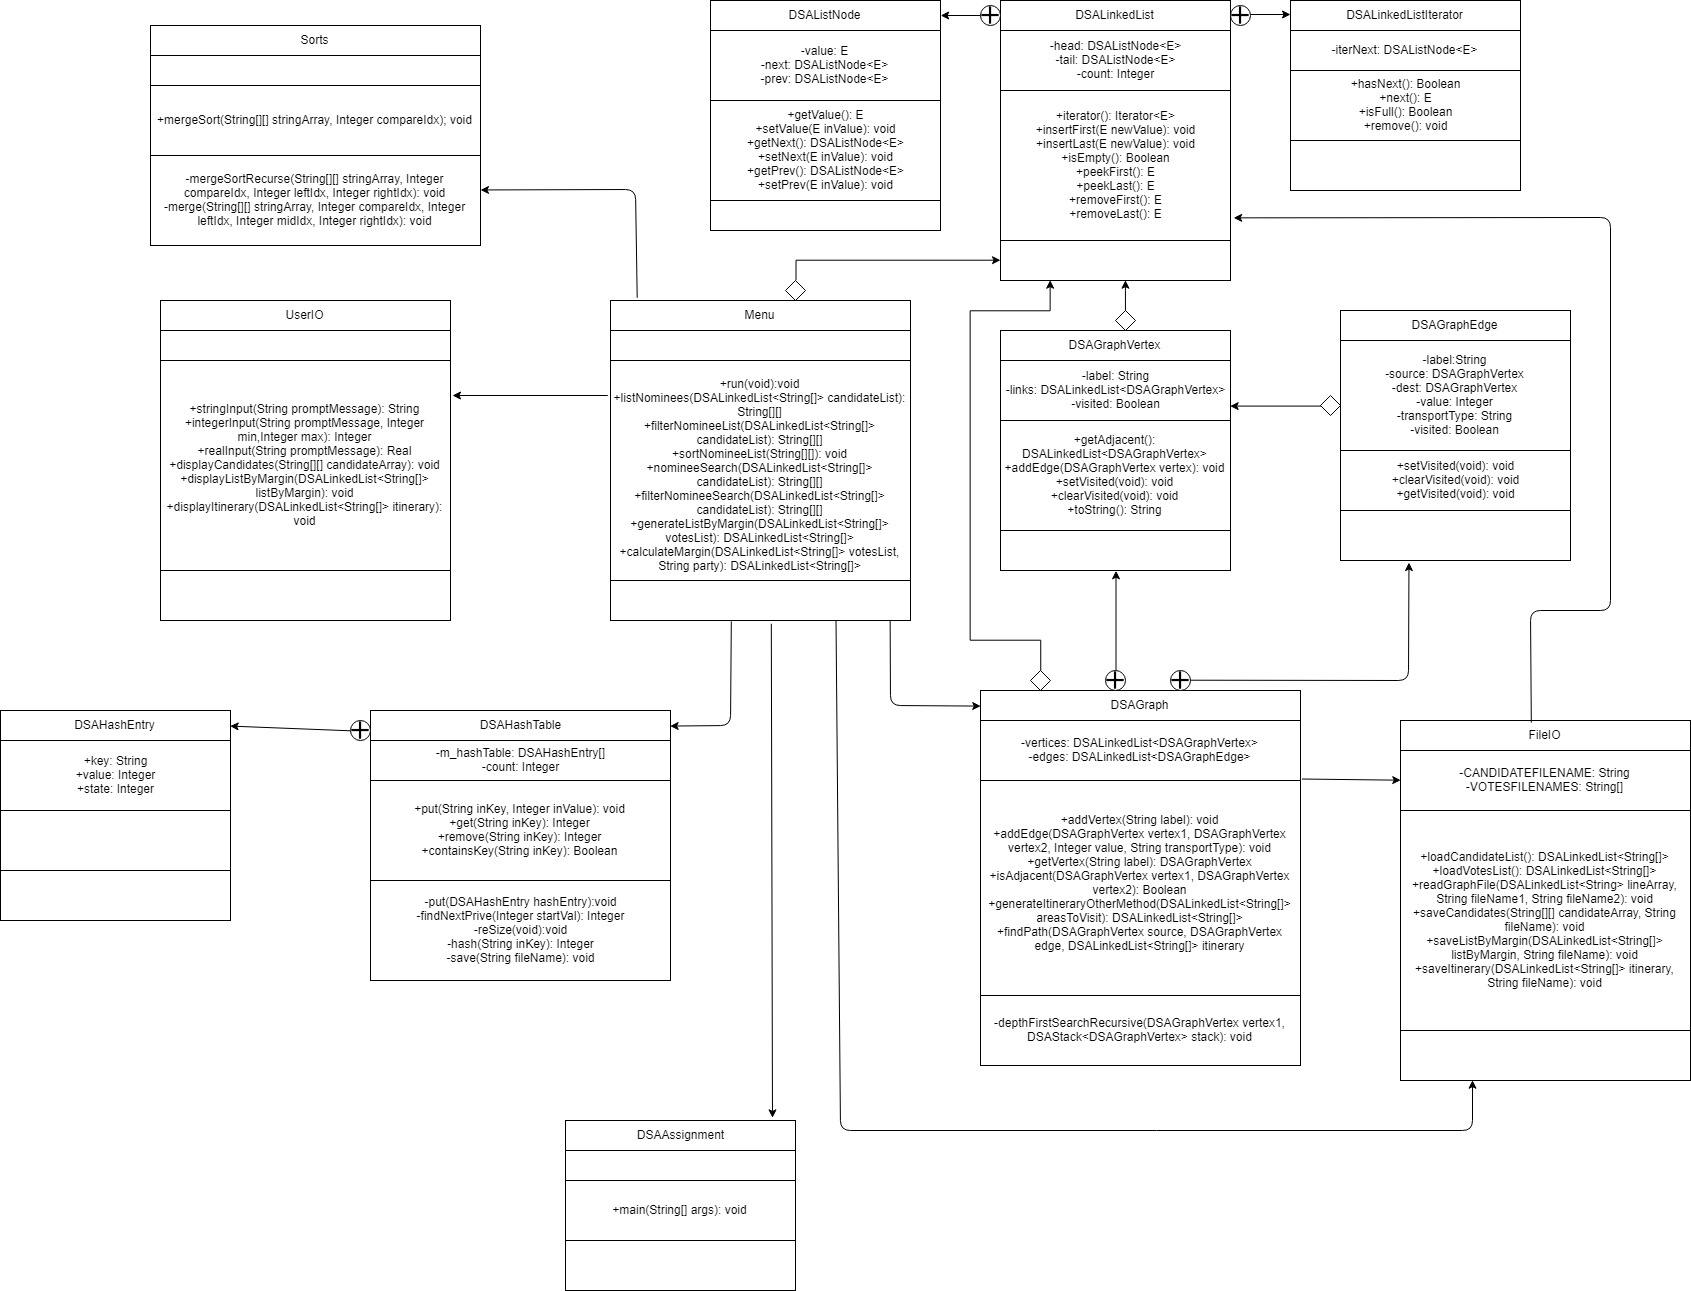 Sorts
+mergeSort(String[][] stringArray, Integer compareIdx); void
-mergeSortRecurse(String[][] stringArray, Integer
compareIdx, Integer leftIdx, Integer rightIdx): void
-merge(String[][] stringArray, Integer compareIdx, Integer
leftIdx, Integer midIdx, Integer rightIdx): void
DSAListNode
-value: E
-next: DSAListNode<E>
-prev: DSAListNode<E>
+getValue(): E
+setValue(E inValue): void
+getNext(): DSAListNode<E>
+setNext(E inValue): void
+getPrev(): DSAListNode<E>
+setPrev(E inValue): void
DSALinkedList
-head: DSAListNode<E>
-tail: DSAListNode<E>
-count: Integer
+iterator(): Iterator<E>
+insertFirst(E newValue): void
+insertLast(E newValue): void
+isEmpty(): Boolean
+peekFirst(): E
+peekLast(): E
+removeFirst(): E
+removeLast(): E
DSALinkedListIterator
-iterNext: DSAListNode<E>
+hasNext(): Boolean
+next(): E
+isFull(): Boolean
+remove(): void
UserIO
+stringInput(String promptMessage): String
+integerInput(String promptMessage, Integer
min,Integer max): Integer
+realInput(String promptMessage): Real
+displayCandidates(String[][] candidateArray): void
+displayListByMargin(DSALinkedList<String[]>
listByMargin): void
+displayItinerary(DSALinkedList<String[]> itinerary):
void
Menu
+run(void):void
+listNominees(DSALinkedList<String[]> candidateList):
String[][]
+filterNomineeList(DSALinkedList<String[]>
candidateList): String[][]
+sortNomineeList(String[][]): void
+nomineeSearch(DSALinkedList<String[]>
candidateList): String[][]
+filterNomineeSearch(DSALinkedList<String[]>
candidateList): String[][]
+generateListByMargin(DSALinkedList<String[]>
votesList): DSALinkedList<String[]>
+calculateMargin(DSALinkedList<String[]> votesList,
String party): DSALinkedList<String[]>
DSAGraphVertex
-label: String
-links: DSALinkedList<DSAGraphVertex>
-visited: Boolean
+getAdjacent():
DSALinkedList<DSAGraphVertex>
+addEdge(DSAGraphVertex vertex): void
+setVisited(void): void
+clearVisited(void): void
+toString(): String
DSAGraphEdge
-label:String
-source: DSAGraphVertex
-dest: DSAGraphVertex
-value: Integer
-transportType: String
-visited: Boolean
+setVisited(void): void
+clearVisited(void): void
+getVisited(void): void
DSAHashEntry
+key: String
+value: Integer
+state: Integer
DSAHashTable
-m_hashTable: DSAHashEntry[]
-count: Integer
+put(String inKey, Integer inValue): void
+get(String inKey): Integer
+remove(String inKey): Integer
+containsKey(String inKey): Boolean
-put(DSAHashEntry hashEntry):void
-findNextPrive(Integer startVal): Integer
-reSize(void):void
-hash(String inKey): Integer
-save(String fileName): void
DSAGraph
-vertices: DSALinkedList<DSAGraphVertex>
-edges: DSALinkedList<DSAGraphEdge>
+addVertex(String label): void
+addEdge(DSAGraphVertex vertex1, DSAGraphVertex
vertex2, Integer value, String transportType): void
+getVertex(String label): DSAGraphVertex
+isAdjacent(DSAGraphVertex vertex1, DSAGraphVertex
vertex2): Boolean
+generateItineraryOtherMethod(DSALinkedList<String[]>
areasToVisit): DSALinkedList<String[]>
+findPath(DSAGraphVertex source, DSAGraphVertex
edge, DSALinkedList<String[]> itinerary
-depthFirstSearchRecursive(DSAGraphVertex vertex1,
DSAStack<DSAGraphVertex> stack): void
FileIO
-CANDIDATEFILENAME: String
-VOTESFILENAMES: String[]
+loadCandidateList(): DSALinkedList<String[]>
+loadVotesList(): DSALinkedList<String[]>
+readGraphFile(DSALinkedList<String> lineArray,
String fileName1, String fileName2): void
+saveCandidates(String[][] candidateArray, String
fileName): void
+saveListByMargin(DSALinkedList<String[]>
listByMargin, String fileName): void
+saveItinerary(DSALinkedList<String[]> itinerary,
String fileName): void
DSAAssignment
+main(String[] args): void